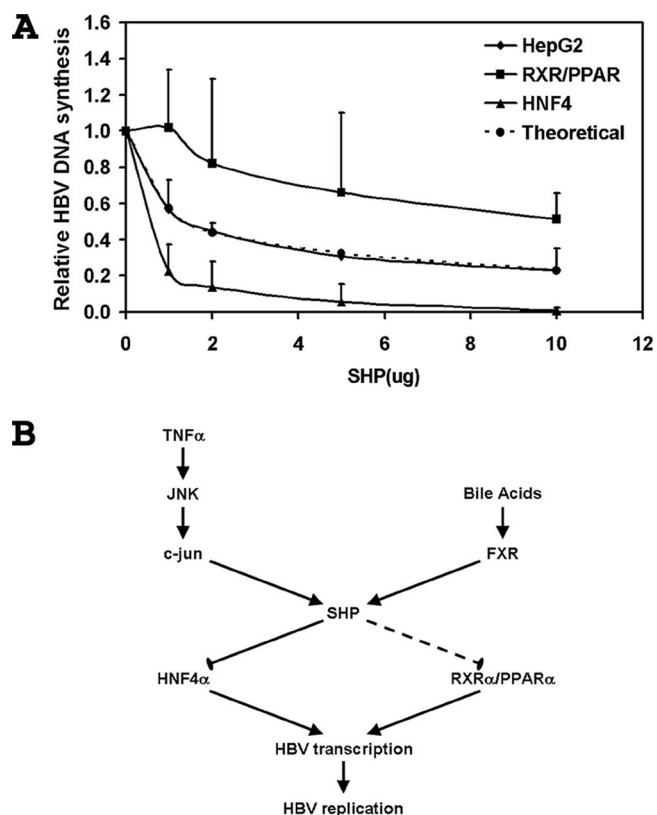 A
Relative HBV DNA synthesis
1.6
1.4
1.2
1.0
0.8
0.6
0.4
0.2
0.0
0
2
4
6
8
10
12
SHP(ug)
HepG2
RXR/PPAR
HNF4
Theoretical
B
TNFα
JNK
Bile Acids
c-jun
FXR
SHP
HNF4α
RXRα/PPARα
HBV transcription
HBV replication